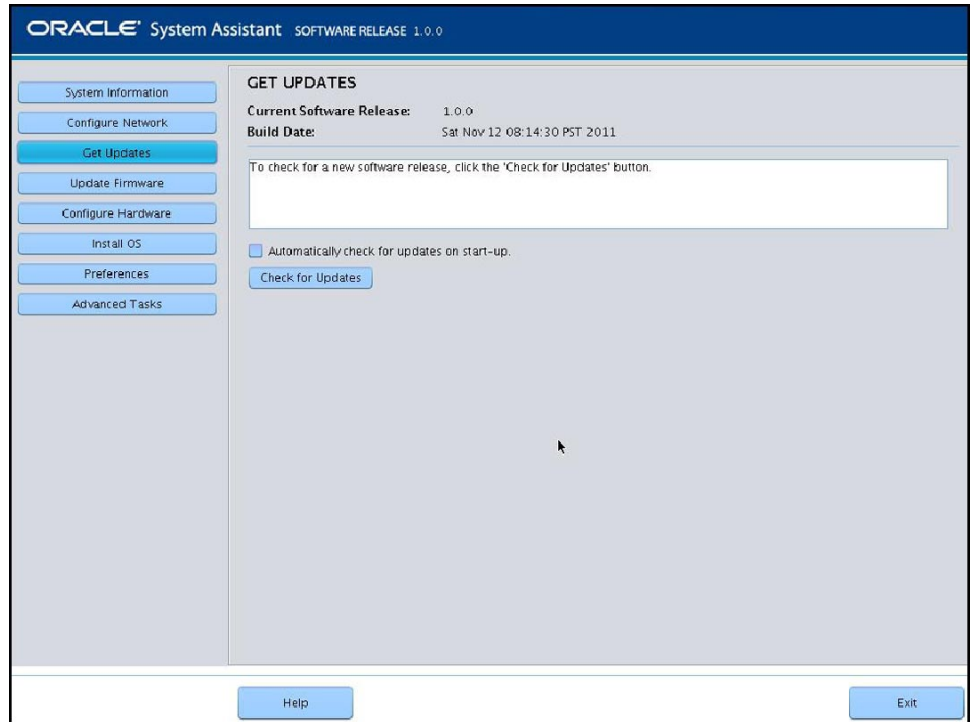 ORACLE' System Assistant SOFTWARE RELEASE 1.0.0
System Information
Configure Network
Get Updates
Update Firmware
Configure Hardware
Install OS
Preferences
Advanced Tasks
GET UPDATES
Current Software Release: 1.0.0
Build Date: Sat Nov 12 08:14:30 PST 2011
To check for a new software release, click the 'Check for Updates' button.
Automatically check for updates on start-up.
Check for Updates
Help
Exit